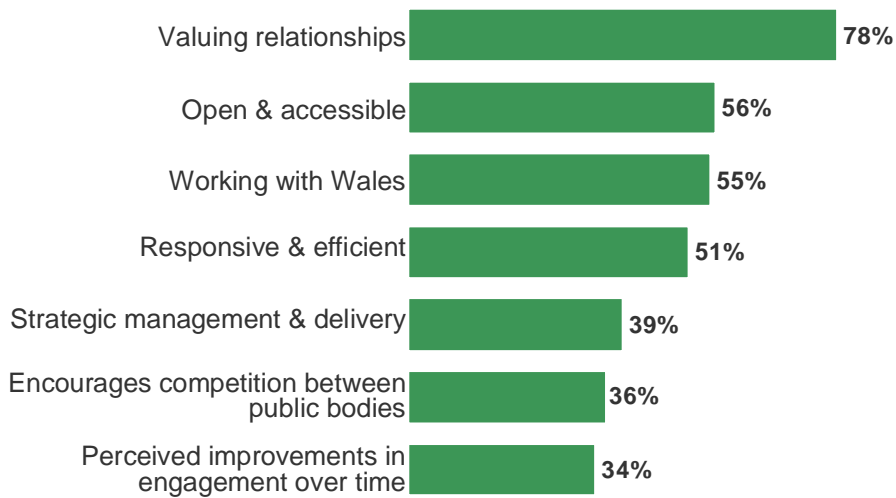 Valuing relationships 78%
Open & accessible 56%
Working with Wales 55%
Responsive & efficient 51%
Strategic management & delivery 39%
Encourages competition between
public bodies 36%
Perceived improvements in
engagement over time 34%